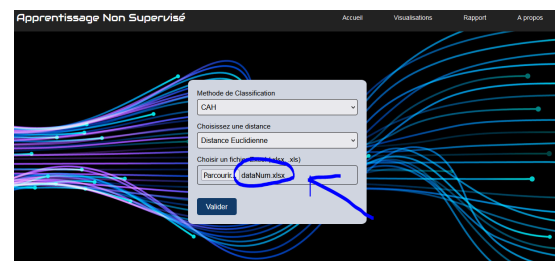 Apprentissage Non Supervisé
Accueil Visualisations Rapport A propos
Methode de Classification
CAH
Choisissez une distance
Distance Euclidienne
Choisir un fichier (.xlsx, .xls)
Parcourir... dataNum.xlsx
Valider